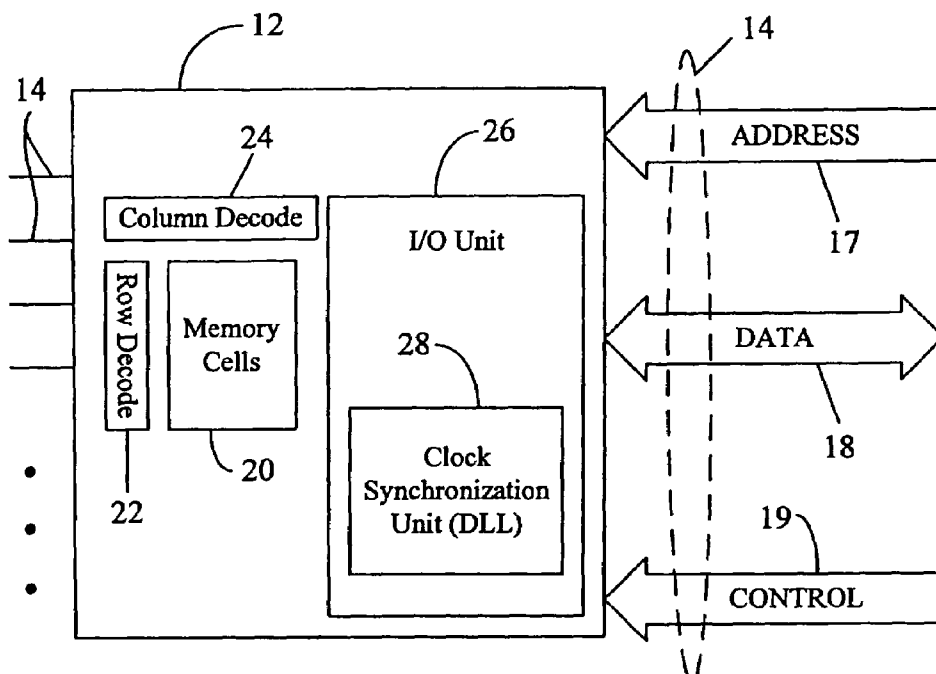 12
14
14
ADDRESS
17
24
26
Column Decode
I/O Unit
Row Decode
Memory
Cells
DATA
18
28
22
20
Clock
Synchronization
Unit (DLL)
19
CONTROL